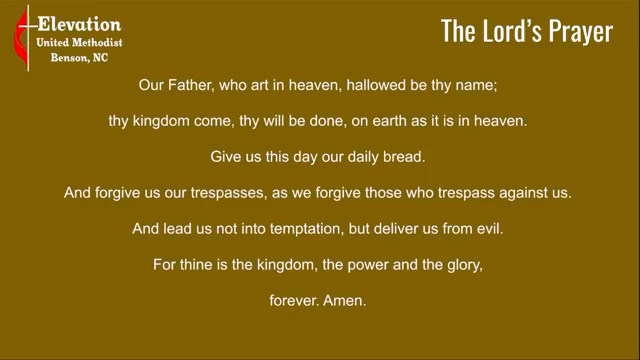 Elevation
United Methodist
Benson, NC
The Lord's Prayer
Our Father, who art in heaven, hallowed be thy name;
thy kingdom come, thy will be done, on earth as it is in heaven.
Give us this day our daily bread.
And forgive us our trespasses, as we forgive those who trespass against us.
And lead us not into temptation, but deliver us from evil.
For thine is the kingdom, the power and the glory,
forever. Amen.